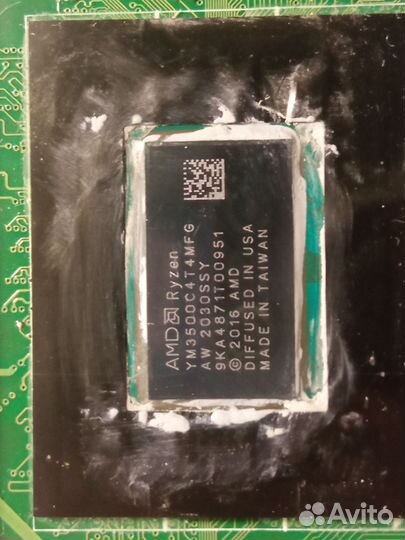 AMD Ryzen
YM3500C4T4MFG
AW 2030SSY
9KA4871T00951
© 2016 AMD
DIFFUSED IN USA
MADE IN TAIWAN
Avito